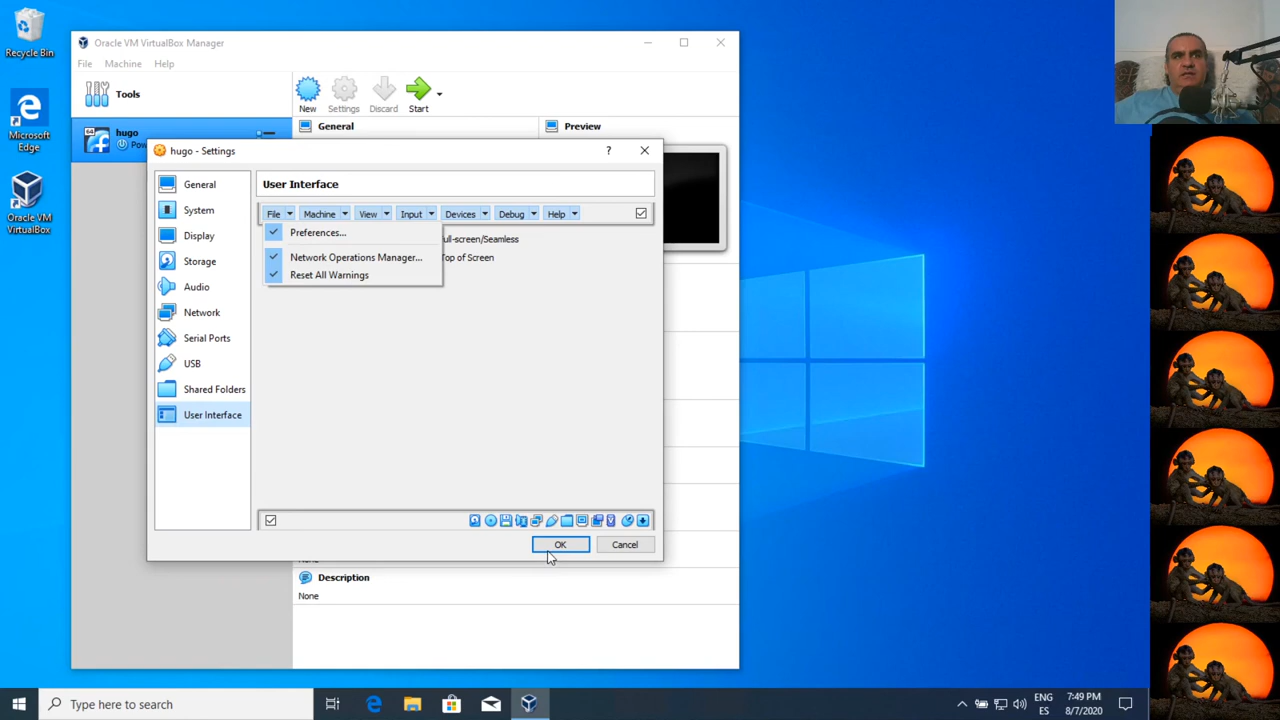 Recycle Bin
Microsoft
Edge
Oracle VM
VirtualBox
Oracle VM VirtualBox Manager
File Machine Help
Tools
New Settings Discard Start
General
Preview
64
hugo
hugo - Settings
?
General
System
Display
Storage
Audio
Network
Serial Ports
USB
Shared Folders
User Interface
User Interface
File Machine View Input Devices Debug Help
Preferences...
Network Operations Manager...
Reset All Warnings
ull-screen/Seamless
Top of Screen
OK Cancel
Description
None
Type here to search
ENG
ES
7:49 PM
8/7/2020